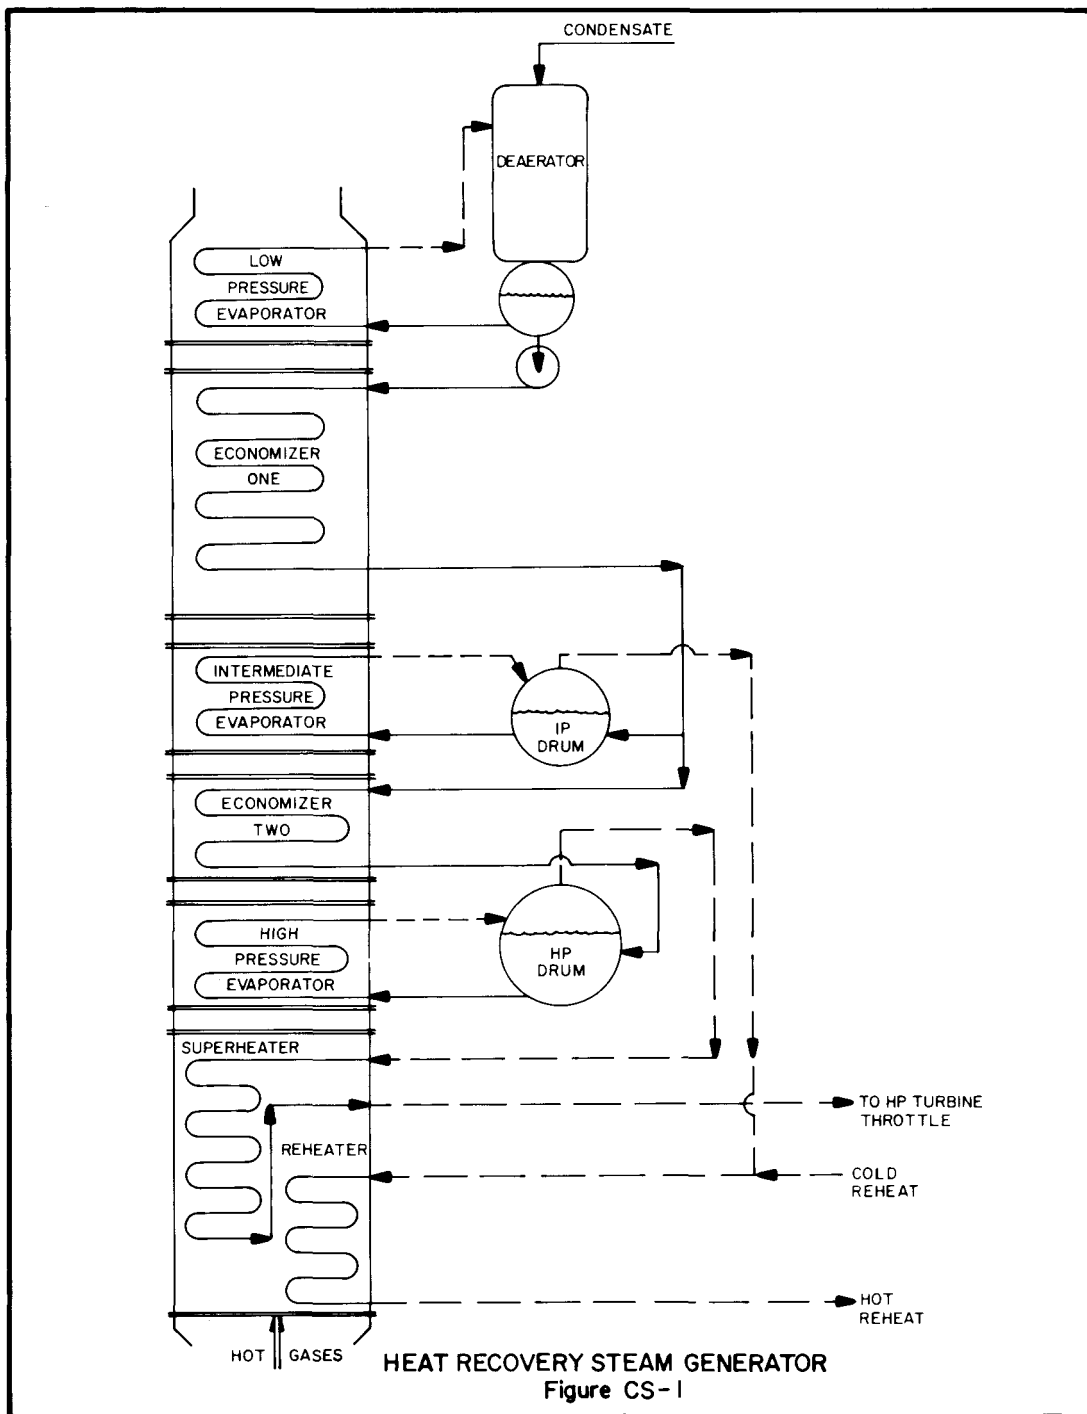 CONDENSATE
DEAERATOR
LOW
PRESSURE
EVAPORATOR
ECONOMIZER
ONE
INTERMEDIATE
PRESSURE
EVAPORATOR
IP
DRUM
ECONOMIZER
TWO
HIGH
PRESSURE
EVAPORATOR
HP
DRUM
SUPERHEATER
TO HP TURBINE
THROTTLE
REHEATER
COLD
REHEAT
HOT
REHEAT
HOT GASES
HEAT RECOVERY STEAM GENERATOR
Figure CS-1